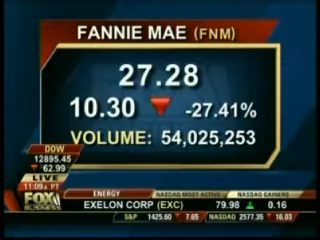 FANNIE MAE (FNM)
27.28
10.30 -27.41%
VOLUME: 54,025,253
DOW
12895.45
62.99
LIVE
11:09A PT
FOX
BUSINESS
ENERGY
NASDAQ MOST ACTIVE
NASDAQ GAINERS
EXELON CORP (EXC) 79.98 0.16
S&P 1425.60 7.65 NASDAQ 2577.35 16.03